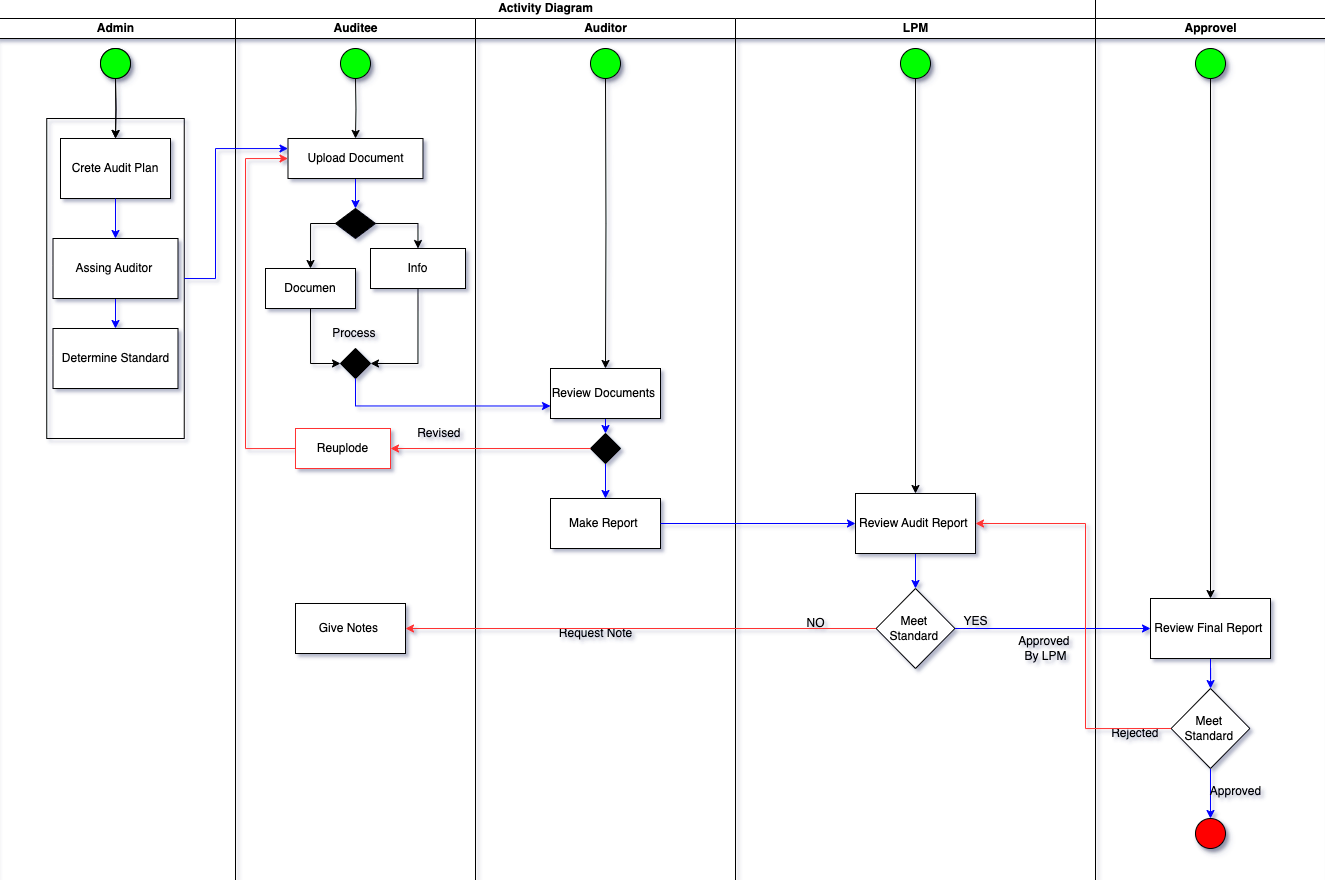 Activity Diagram
Admin
Auditee
Auditor
LPM
Approvel
Crete Audit Plan
Upload Document
Assing Auditor
Info
Documen
Process
Determine Standard
Review Documents
Revised
Reuplode
Make Report
Review Audit Report
Give Notes
Request Note
NO
Meet
Standard
YES
Approved
By LPM
Review Final Report
Rejected
Meet
Standard
Approved